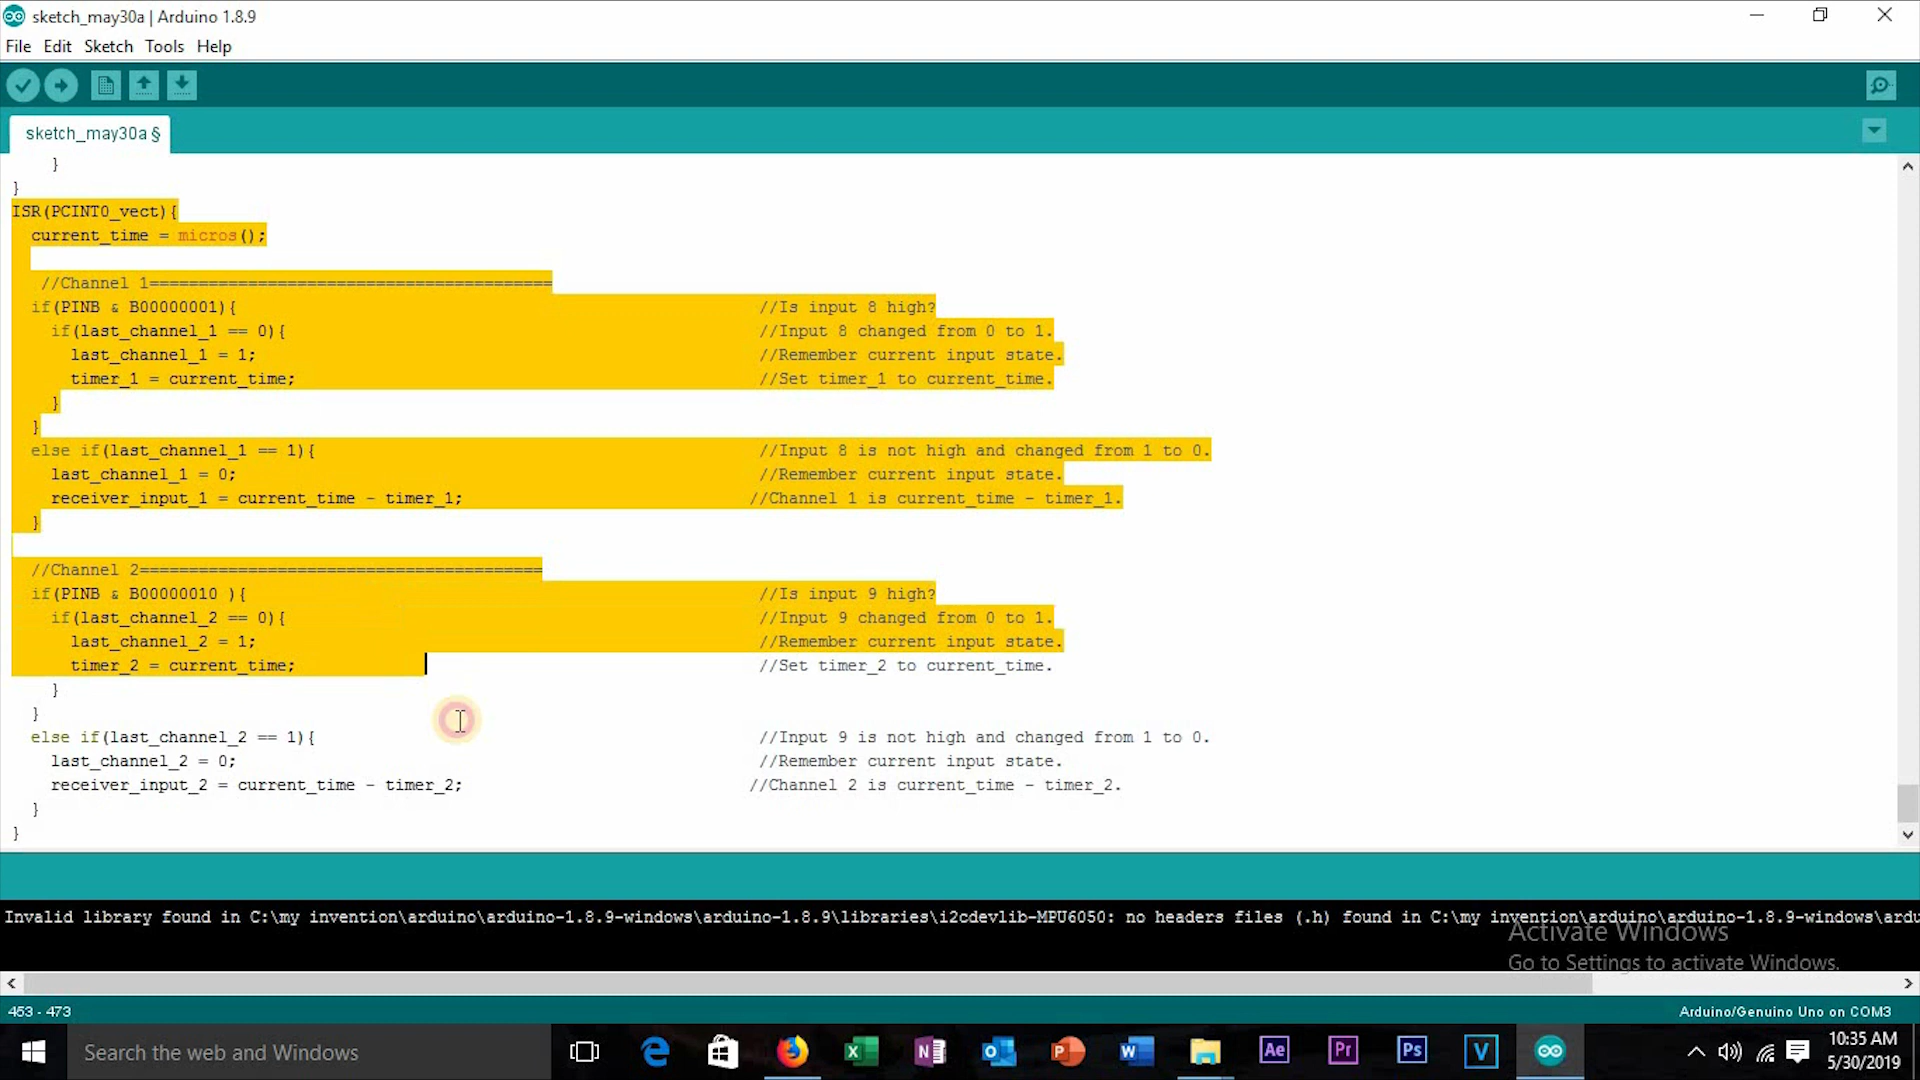 sketch_may30a | Arduino 1.8.9
File Edit Sketch Tools Help
sketch_may30a §
}
}
ISR(PCINT0_vect){
current_time = micros();
//Channel 1=========================================
if(PINB & B00000001){ //Is input 8 high?
if(last_channel_1 == 0){ //Input 8 changed from 0 to 1.
last_channel_1 = 1; //Remember current input state.
timer_1 = current_time; //Set timer_1 to current_time.
}
}
else if(last_channel_1 == 1){ //Input 8 is not high and changed from 1 to 0.
last_channel_1 = 0; //Remember current input state.
receiver_input_1 = current_time - timer_1; //Channel 1 is current_time - timer_1.
}
//Channel 2=========================================
if(PINB & B00000010 ){ //Is input 9 high?
if(last_channel_2 == 0){ //Input 9 changed from 0 to 1.
last_channel_2 = 1; //Remember current input state.
timer_2 = current_time; //Set timer_2 to current_time.
}
}
else if(last_channel_2 == 1){ //Input 9 is not high and changed from 1 to 0.
last_channel_2 = 0; //Remember current input state.
receiver_input_2 = current_time - timer_2; //Channel 2 is current_time - timer_2.
}
}
Invalid library found in C:\my invention\arduino\arduino-1.8.9-windows\arduino-1.8.9\libraries\i2cdevlib-MPU6050: no headers files (.h) found in C:\my invention\arduino\arduino-1.8.9-windows\ardu
Activate Windows
Go to Settings to activate Windows.
453 - 473 Arduino/Genuino Uno on COM3
Search the web and Windows
Ae Pr Ps V
10:35 AM
5/30/2019